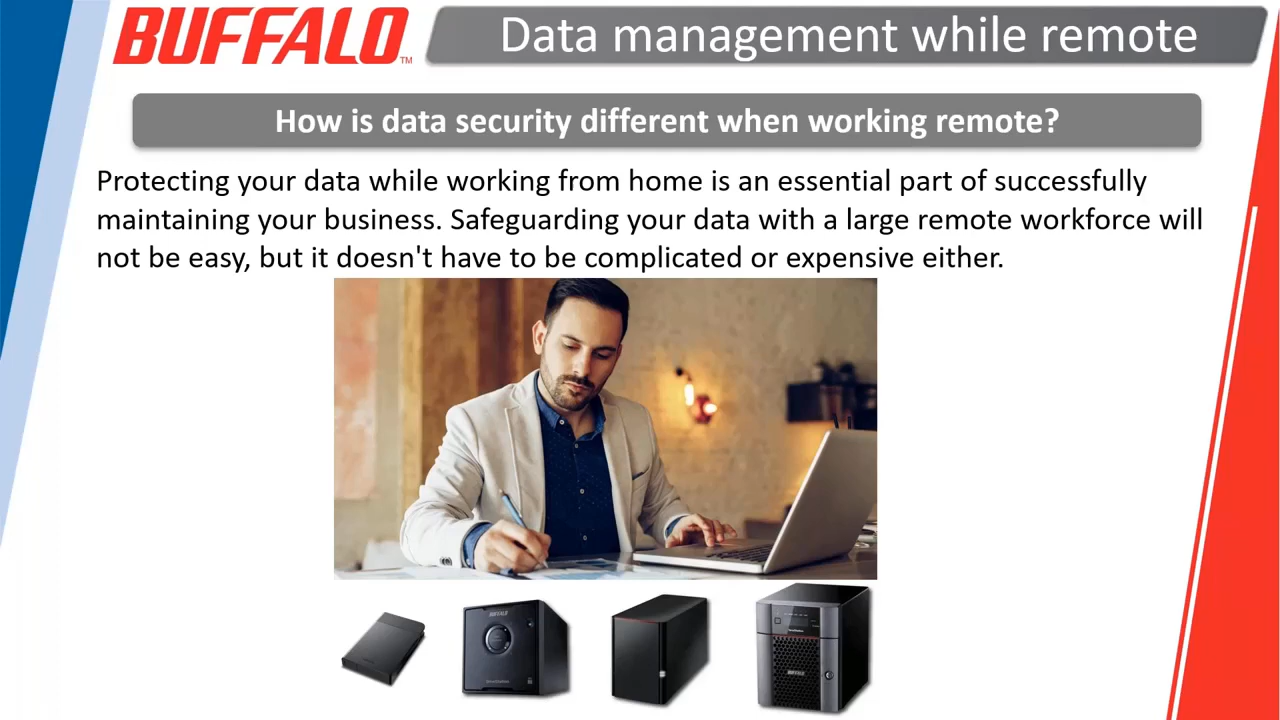 BUFFALO™
Data management while remote
How is data security different when working remote?
Protecting your data while working from home is an essential part of successfully
maintaining your business. Safeguarding your data with a large remote workforce will
not be easy, but it doesn't have to be complicated or expensive either.
BUFFALO
BUFFALO